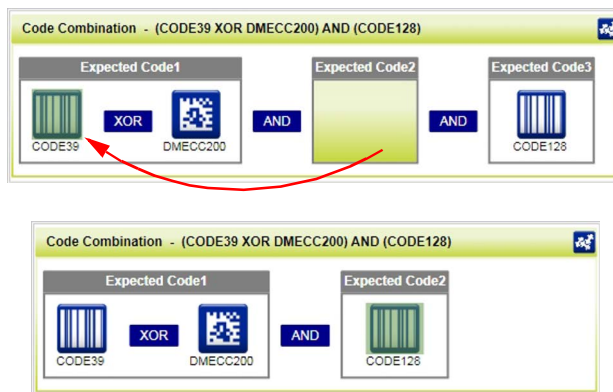 Code Combination - (CODE39 XOR DMECC200) AND (CODE128)
Expected Code1 Expected Code2 Expected Code3
XOR AND AND
CODE39 DMECC200 CODE128
Code Combination - (CODE39 XOR DMECC200) AND (CODE128)
Expected Code1 Expected Code2
XOR AND
CODE39 DMECC200 CODE128